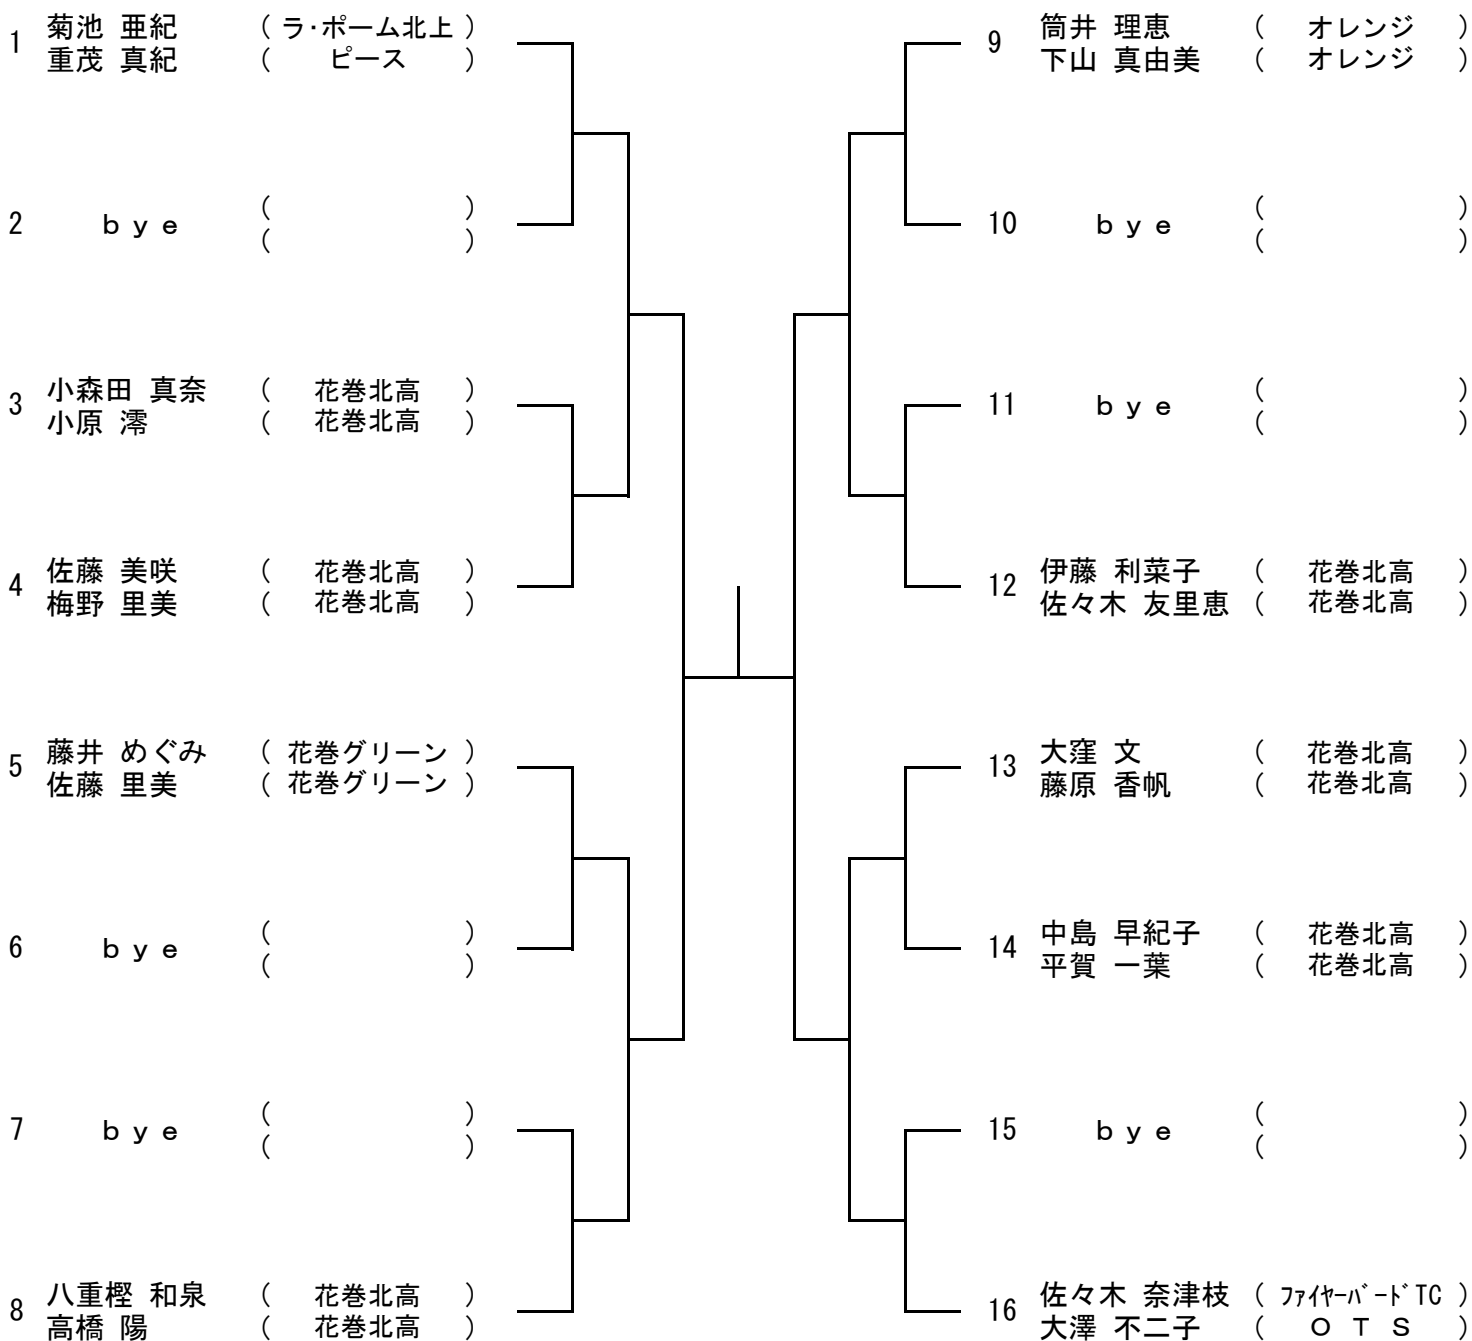 1 菊池 亜紀 ( ラ・ポーム北上 )
重茂 真紀 ( ピース )
2 ｂｙｅ ( )
( )
3 小森田 真奈 ( 花巻北高 )
小原 澪 ( 花巻北高 )
4 佐藤 美咲 ( 花巻北高 )
梅野 里美 ( 花巻北高 )
5 藤井 めぐみ ( 花巻グリーン )
佐藤 里美 ( 花巻グリーン )
6 ｂｙｅ ( )
( )
7 ｂｙｅ ( )
( )
8 八重樫 和泉 ( 花巻北高 )
高橋 陽 ( 花巻北高 )
9 筒井 理恵 ( オレンジ )
下山 真由美 ( オレンジ )
10 ｂｙｅ ( )
( )
11 ｂｙｅ ( )
( )
12 伊藤 利菜子 ( 花巻北高 )
佐々木 友里恵 ( 花巻北高 )
13 大窪 文 ( 花巻北高 )
藤原 香帆 ( 花巻北高 )
14 中島 早紀子 ( 花巻北高 )
平賀 一葉 ( 花巻北高 )
15 ｂｙｅ ( )
( )
16 佐々木 奈津枝 ( ﾌｧｲﾔｰﾊﾞｰﾄﾞTC )
大澤 不二子 ( ＯＴＳ )